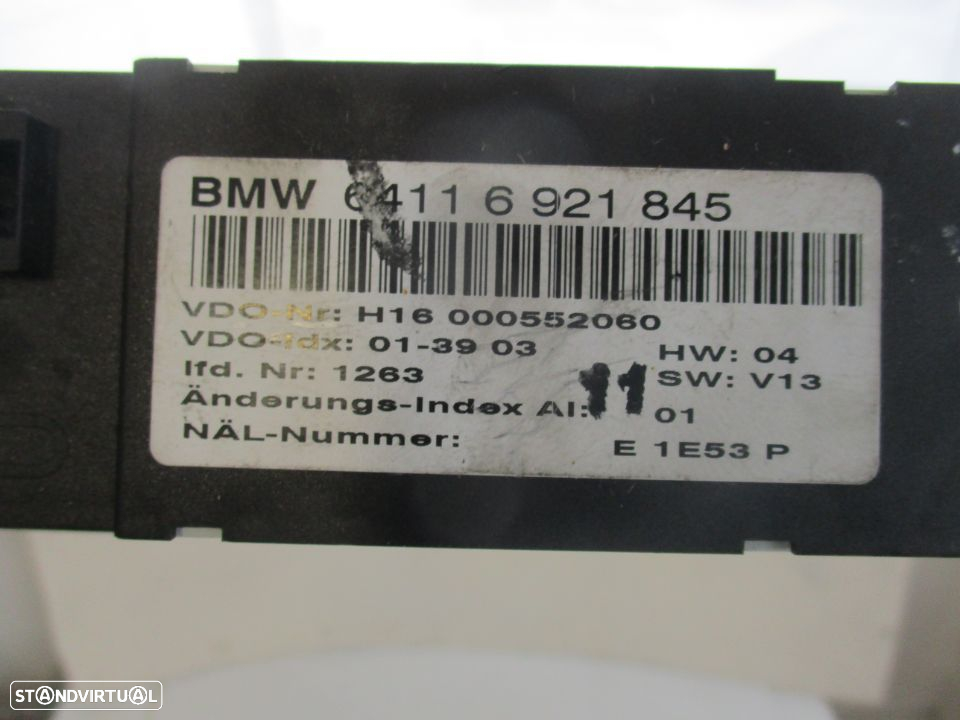 BMW 6411 6 921 845
VDO-Nr: H16 000552060
VDO-Idx: 01-39 03
HW: 04
lfd. Nr: 1263
SW: V13
Änderungs-Index AI: 11 01
NÄL-Nummer:
E 1E53 P
STANDVIRTUAL